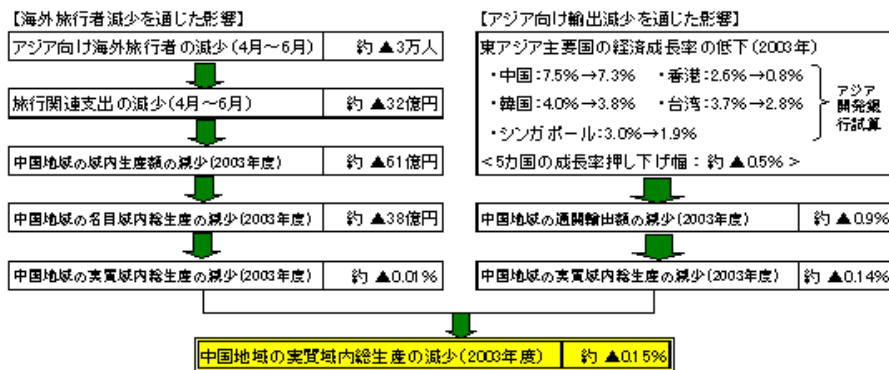 【海外旅行者減少を通じた影響】
アジア向け海外旅行者の減少(4月～6月) 約 ▲3万人
旅行関連支出の減少(4月～6月) 約 ▲32億円
中国地域の域内生産額の減少(2003年度) 約 ▲61億円
中国地域の名目域内総生産の減少(2003年度) 約 ▲38億円
中国地域の実質域内総生産の減少(2003年度) 約 ▲0.01%
【アジア向け輸出減少を通じた影響】
東アジア主要国の経済成長率の低下(2003年)
・中国:7.5%→7.3% ・香港:2.6%→0.8%
・韓国:4.0%→3.8% ・台湾:3.7%→2.8%
・シンガポール:3.0%→1.9%
アジア
開発銀
行試算
<5カ国の成長率押し下げ幅: 約 ▲0.5% >
中国地域の通関輸出額の減少(2003年度) 約 ▲0.9%
中国地域の実質域内総生産の減少(2003年度) 約 ▲0.14%
中国地域の実質域内総生産の減少(2003年度) 約 ▲0.15%